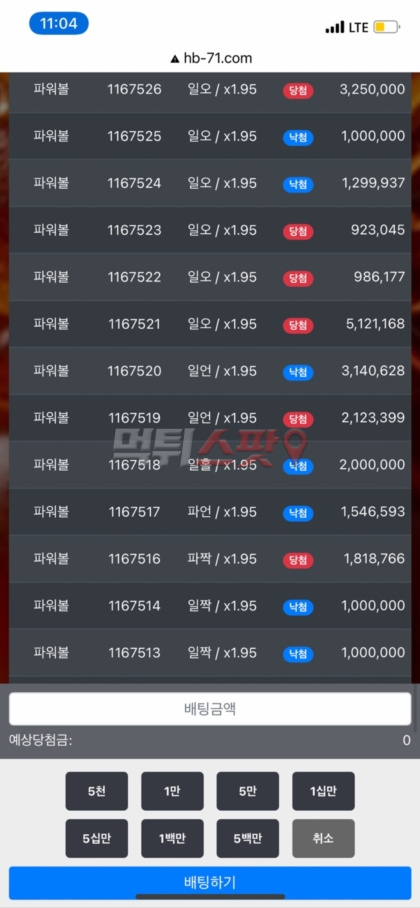 11:04
LTE
hb-71.com
파워볼 1167526 일오 / x1.95 당첨 3,250,000
파워볼 1167525 일오 / x1.95 낙첨 1,000,000
파워볼 1167524 일오 / x1.95 낙첨 1,299,937
파워볼 1167523 일오 / x1.95 당첨 923,045
파워볼 1167522 일오 / x1.95 당첨 986,177
파워볼 1167521 일오 / x1.95 당첨 5,121,168
파워볼 1167520 일언 / x1.95 낙첨 3,140,628
파워볼 1167519 일언 / x1.95 당첨 2,123,399
먹튀스팟
파워볼 1167518 일홀 / x1.95 낙첨 2,000,000
파워볼 1167517 파언 / x1.95 낙첨 1,546,593
파워볼 1167516 파짝 / x1.95 당첨 1,818,766
파워볼 1167514 일짝 / x1.95 낙첨 1,000,000
파워볼 1167513 일짝 / x1.95 낙첨 1,000,000
배팅금액
예상당첨금: 0
5천 1만 5만 1십만
5십만 1백만 5백만 취소
배팅하기